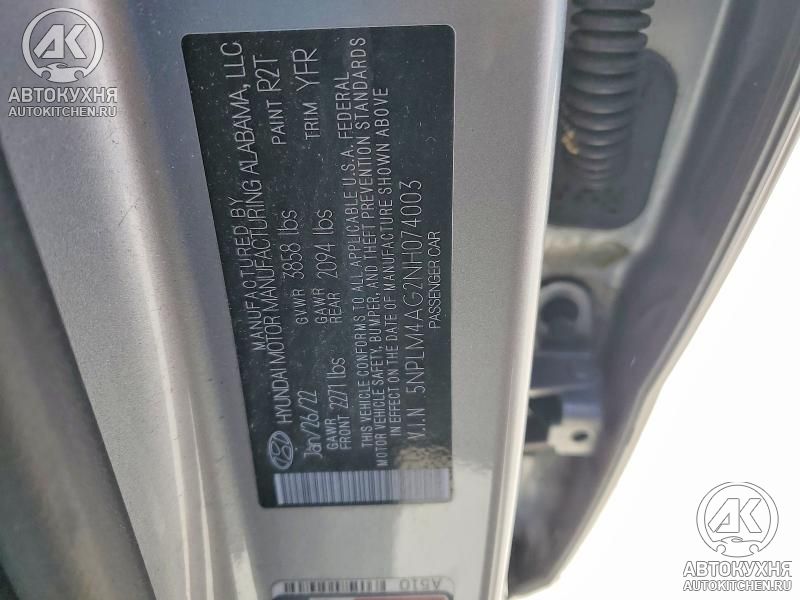 AK
АВТОКУХНЯ
AUTOKITCHEN.RU
MANUFACTURED BY
HYUNDAI MOTOR MANUFACTURING ALABAMA, LLC
Jan/26/22 GVWR 3858 lbs PAINT R2T
GAWR FRONT 2271 lbs GAWR REAR 2094 lbs TRIM YFR
THIS VEHICLE CONFORMS TO ALL APPLICABLE U.S.A. FEDERAL
MOTOR VEHICLE SAFETY, BUMPER, AND THEFT PREVENTION STANDARDS
IN EFFECT ON THE DATE OF MANUFACTURE SHOWN ABOVE
V.I.N 5NPLM4AG2NH074003
PASSENGER CAR
A510
AK
АВТОКУХНЯ
AUTOKITCHEN.RU